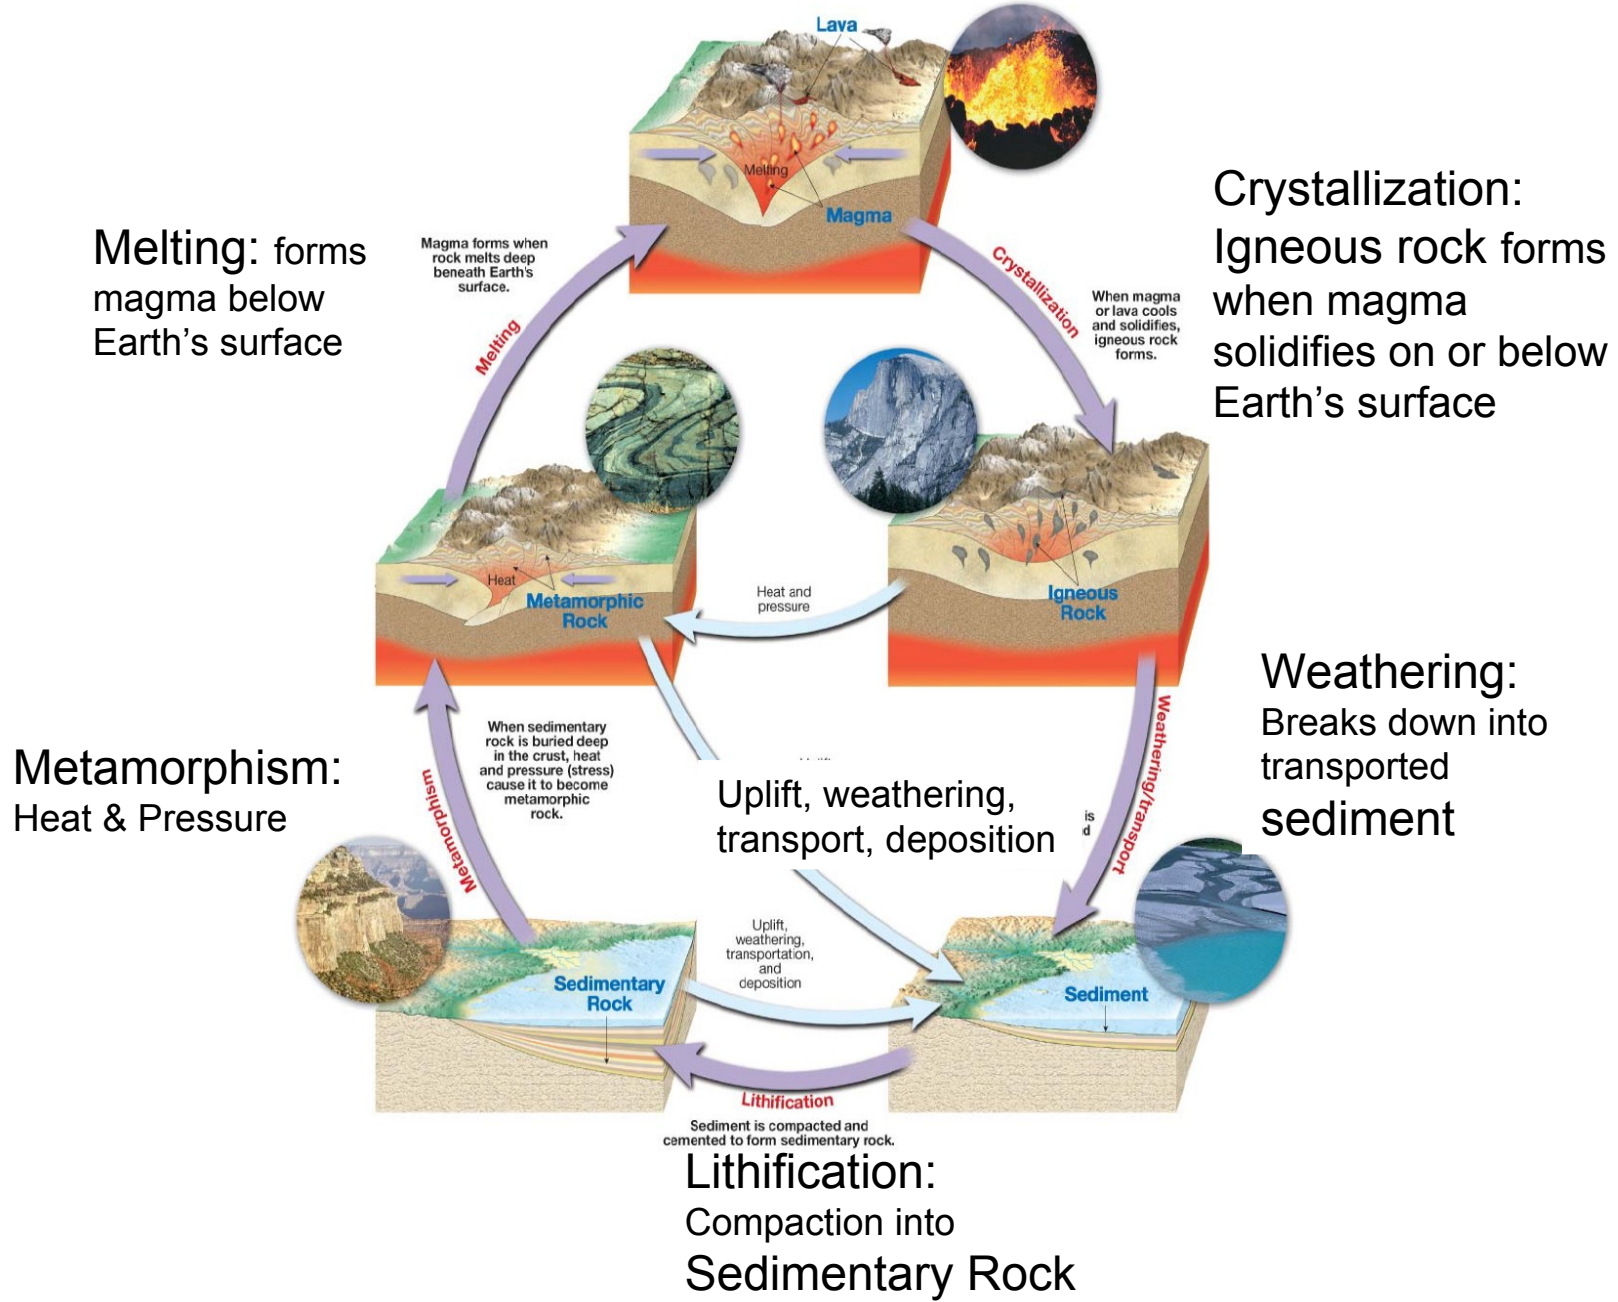 Lava
Melting
Magma
Melting: forms
magma below
Earth’s surface
Magma forms when
rock melts deep
beneath Earth's
surface.
Melting
Crystallization
When magma
or lava cools
and solidifies,
igneous rock
forms.
Crystallization:
Igneous rock forms
when magma
solidifies on or below
Earth’s surface
Heat
Metamorphic
Rock
Heat and
pressure
Igneous
Rock
Weathering:
Breaks down into
transported
sediment
Weathering/transport
Metamorphism:
Heat & Pressure
Metamorphism
When sedimentary
rock is buried deep
in the crust, heat
and pressure (stress)
cause it to become
metamorphic
rock.
Uplift, weathering,
transport, deposition
is
Sedimentary
Rock
Uplift,
weathering,
transportation,
and
deposition
Sediment
Lithification
Sediment is compacted and
cemented to form sedimentary rock.
Lithification:
Compaction into
Sedimentary Rock